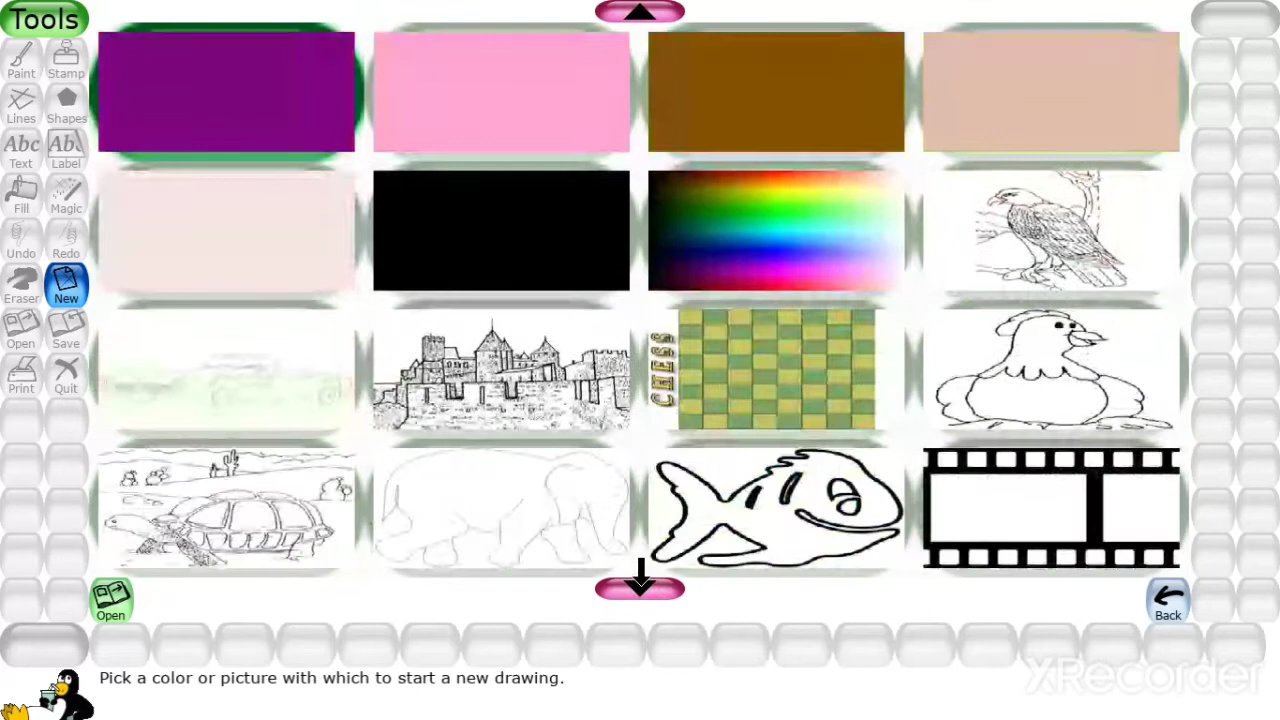 Tools
Paint Stamp
Lines Shapes
Abc Abc
Text Label
Fill Magic
Undo Redo
Eraser New
Open Save
Print Quit
CHESS
Open
Back
Pick a color or picture with which to start a new drawing.
XRecorder